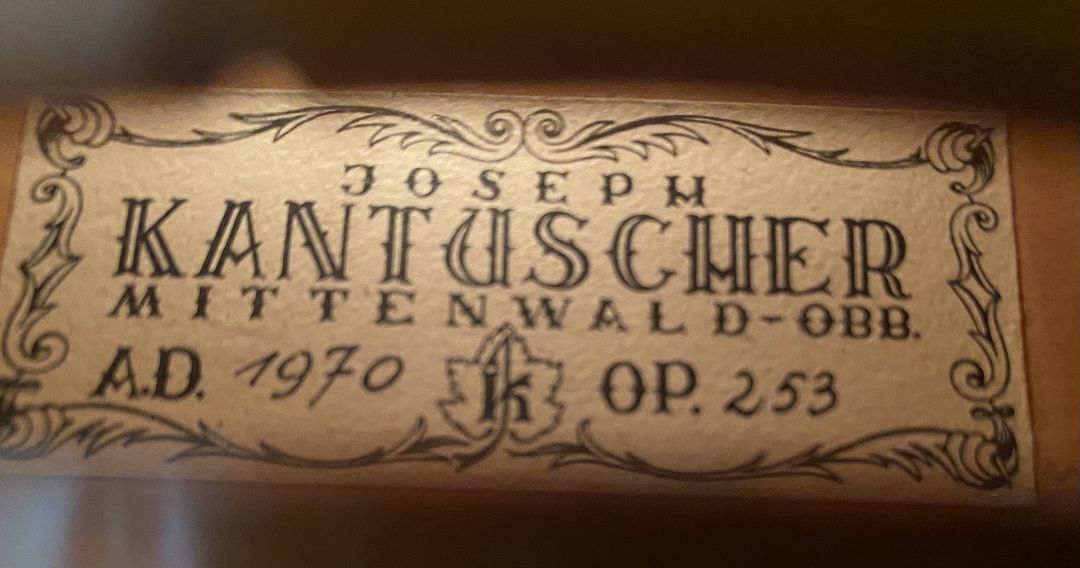 JOSEPH
KANTUSCHER
MITTENWALD-OBB.
A.D. 1970 K OP. 253